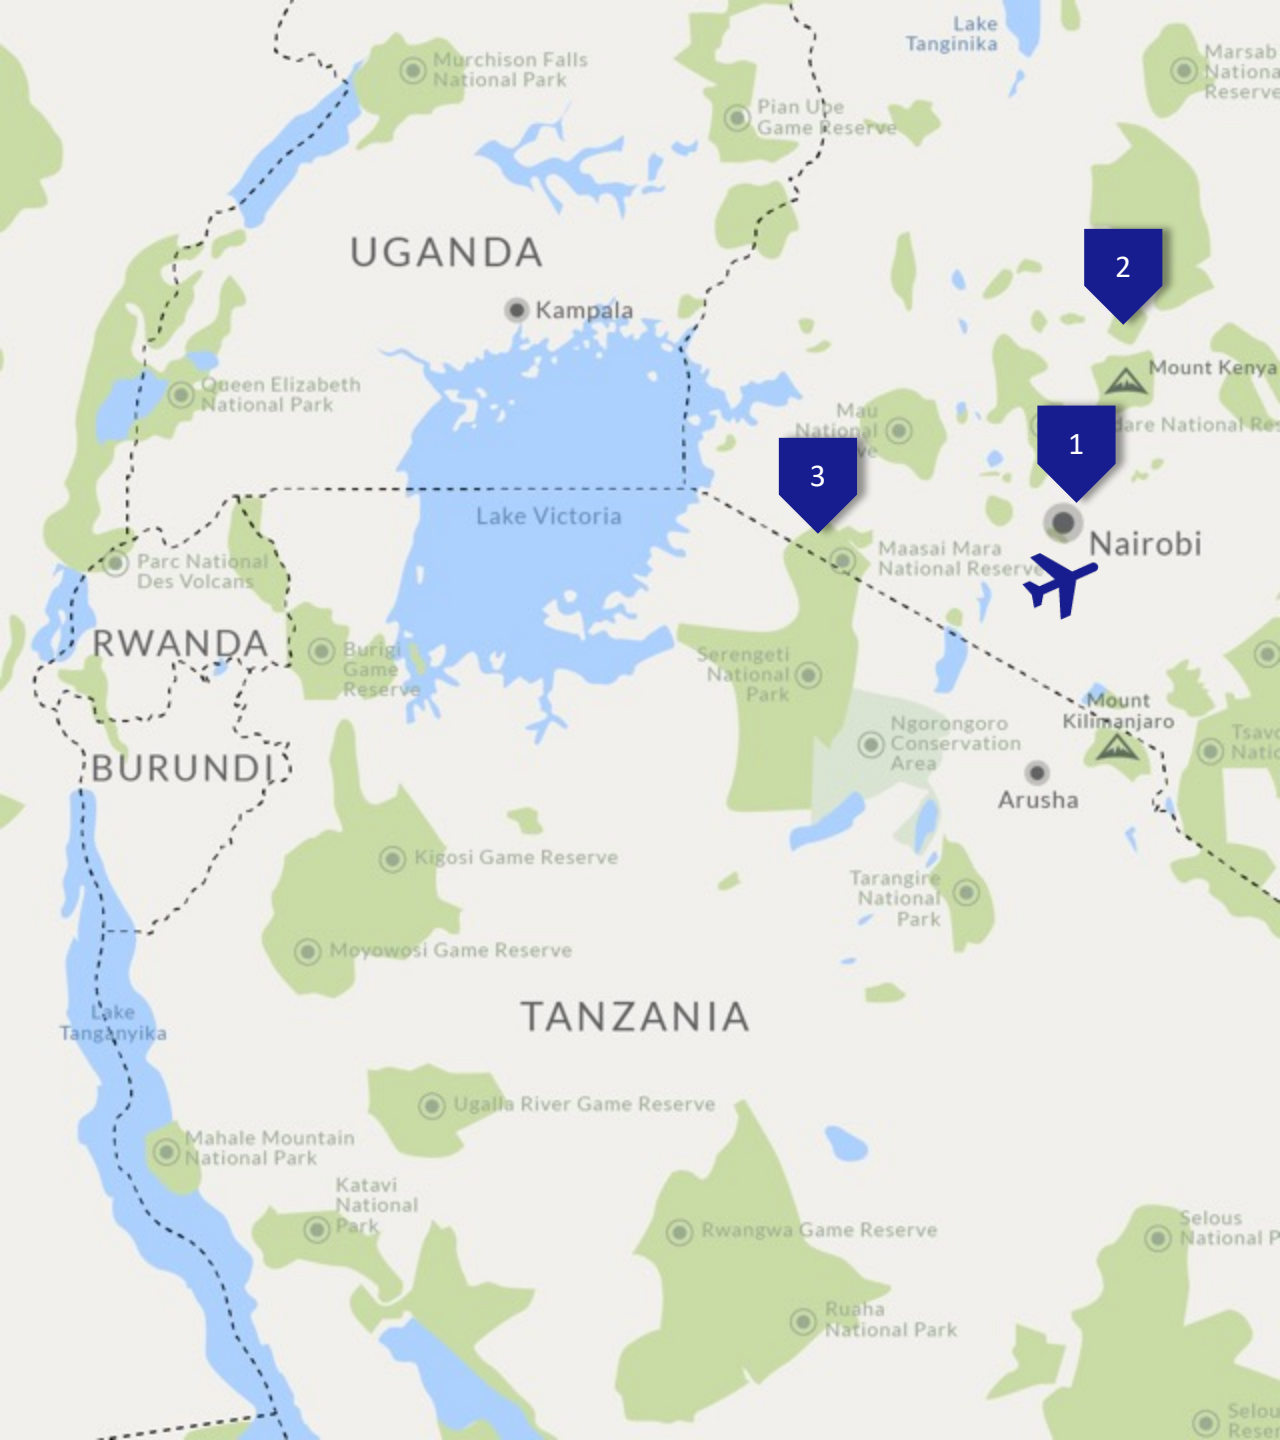 Lake
Tanginika
Murchison Falls
National Park
Marsab
Nationa
Reserve
Pian Upe
Game Reserve
UGANDA
2
Kampala
Mount Kenya
Queen Elizabeth
National Park
Mau
National
ve
dare National Res
1
3
Lake Victoria
Nairobi
Maasai Mara
National Reserve
Parc National
Des Volcans
RWANDA
Burigi
Game
Reserve
Serengeti
National
Park
Mount
Kilimanjaro
Ngorongoro
Conservation
Area
Tsavo
Natio
BURUNDI
Arusha
Kigosi Game Reserve
Tarangire
National
Park
Moyowosi Game Reserve
TANZANIA
Lake
Tanganyika
Ugalla River Game Reserve
Mahale Mountain
National Park
Katavi
National
Park
Rwangwa Game Reserve
Selous
National P
Ruaha
National Park
Selou
Reser